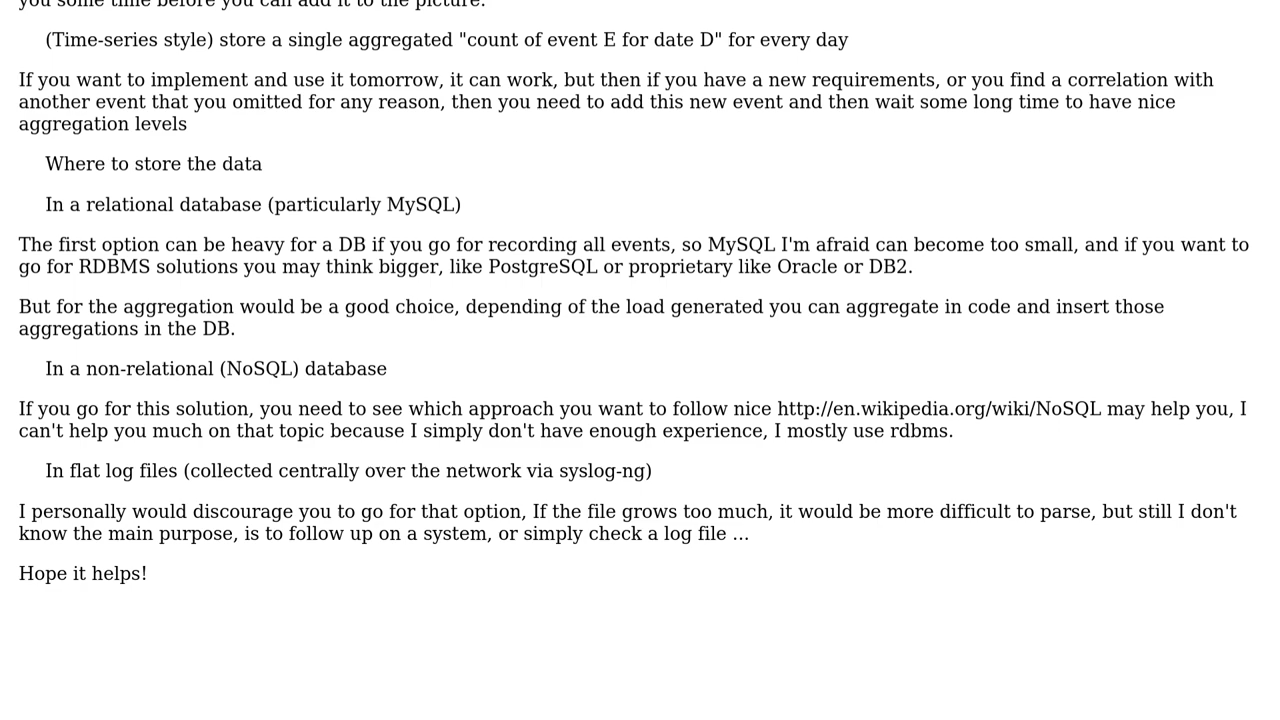 you some time before you can add it to the picture.
(Time-series style) store a single aggregated "count of event E for date D" for every day
If you want to implement and use it tomorrow, it can work, but then if you have a new requirements, or you find a correlation with
another event that you omitted for any reason, then you need to add this new event and then wait some long time to have nice
aggregation levels
Where to store the data
In a relational database (particularly MySQL)
The first option can be heavy for a DB if you go for recording all events, so MySQL I'm afraid can become too small, and if you want to
go for RDBMS solutions you may think bigger, like PostgreSQL or proprietary like Oracle or DB2.
But for the aggregation would be a good choice, depending of the load generated you can aggregate in code and insert those
aggregations in the DB.
In a non-relational (NoSQL) database
If you go for this solution, you need to see which approach you want to follow nice http://en.wikipedia.org/wiki/NoSQL may help you, I
can't help you much on that topic because I simply don't have enough experience, I mostly use rdbms.
In flat log files (collected centrally over the network via syslog-ng)
I personally would discourage you to go for that option, If the file grows too much, it would be more difficult to parse, but still I don't
know the main purpose, is to follow up on a system, or simply check a log file ...
Hope it helps!